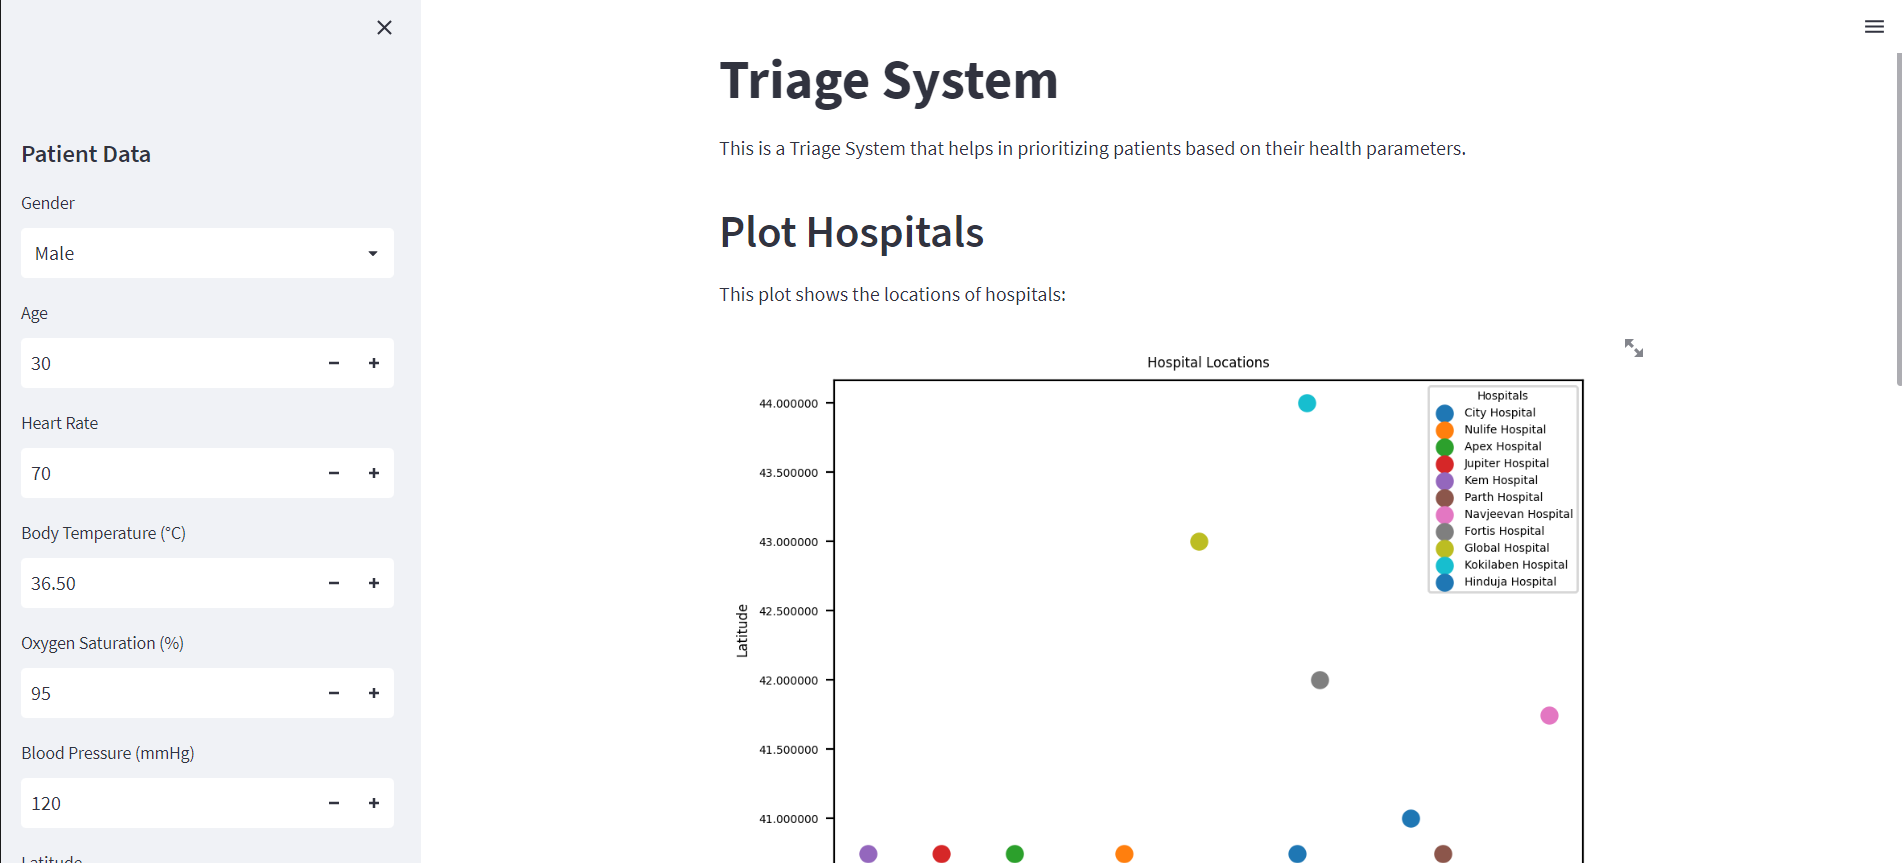 Patient Data
Gender
Male
Age
30
Heart Rate
70
Body Temperature (°C)
36.50
Oxygen Saturation (%)
95
Blood Pressure (mmHg)
120
Latitude
Triage System
This is a Triage System that helps in prioritizing patients based on their health parameters.
Plot Hospitals
This plot shows the locations of hospitals:
Hospital Locations
44.000000
43.500000
43.000000
42.500000
42.000000
41.500000
41.000000
Latitude
Hospitals
City Hospital
Nulife Hospital
Apex Hospital
Jupiter Hospital
Kem Hospital
Parth Hospital
Navjeevan Hospital
Fortis Hospital
Global Hospital
Kokilaben Hospital
Hinduja Hospital